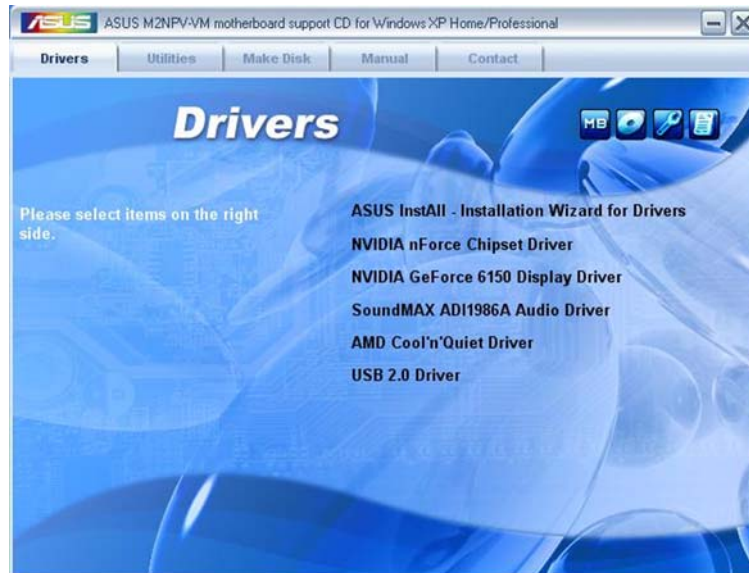 ASUS ASUS M2NPV-VM motherboard support CD for Windows XP Home/Professional
Drivers Utilities Make Disk Manual Contact
Drivers
MB
Please select items on the right
side.
ASUS InstAll - Installation Wizard for Drivers
NVIDIA nForce Chipset Driver
NVIDIA GeForce 6150 Display Driver
SoundMAX ADI1986A Audio Driver
AMD Cool'n'Quiet Driver
USB 2.0 Driver